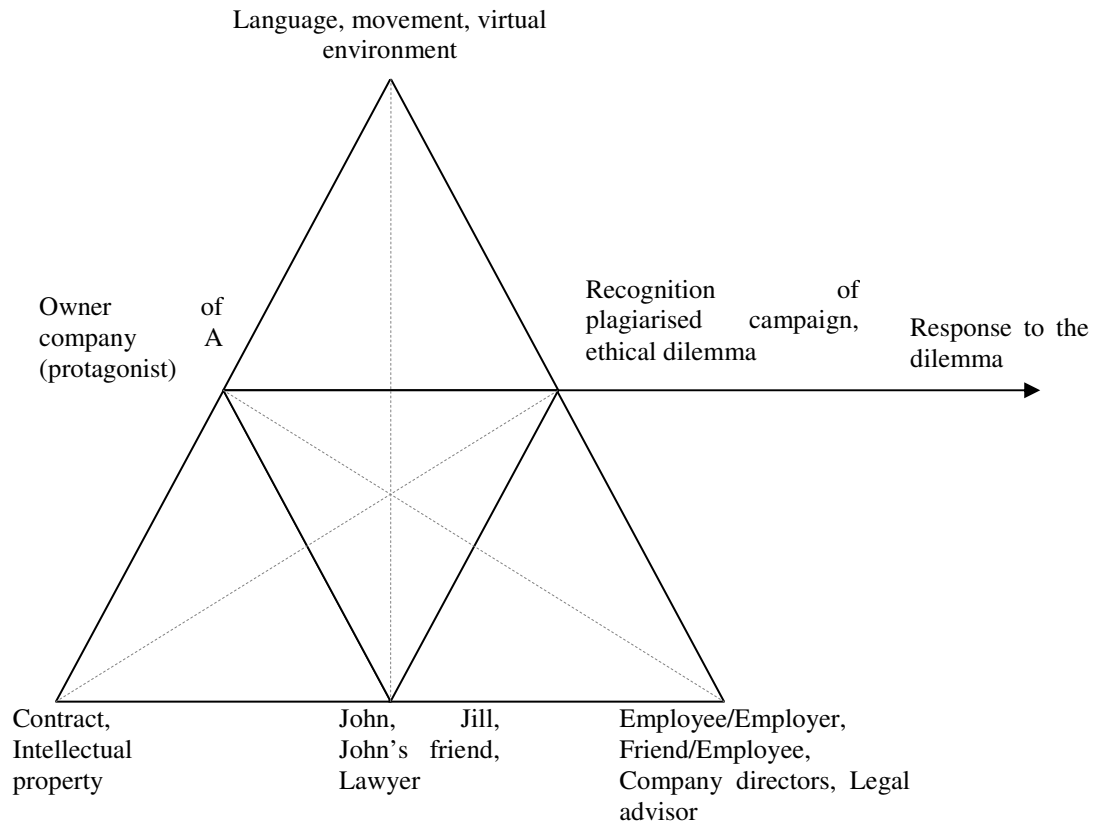 Language, movement, virtual
environment
Owner of
company A
(protagonist)
Recognition of
plagiarised campaign,
ethical dilemma
Response to the
dilemma
Contract,
Intellectual
property
John, Jill,
John's friend,
Lawyer
Employee/Employer,
Friend/Employee,
Company directors, Legal
advisor